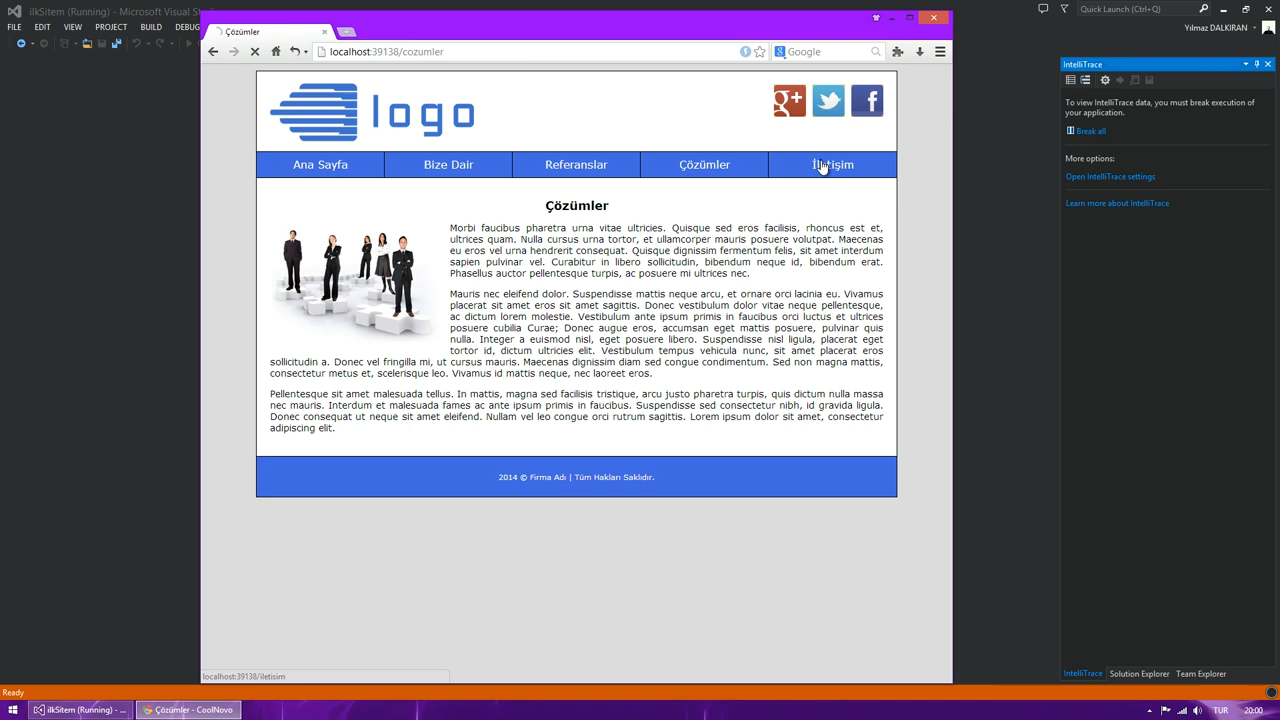 ilkSitem (Running) - Microsoft Visual St
Quick Launch (Ctrl+Q)
FILE EDIT VIEW PROJECT BUILD DEBUG
Yılmaz DALKIRAN
Çözümler
localhost:39138/cozumler
Google
logo
g+
f
Ana Sayfa Bize Dair Referanslar Çözümler İletişim
Çözümler
Morbi faucibus pharetra urna vitae ultricies. Quisque sed eros facilisis, rhoncus est et,
ultrices quam. Nulla cursus urna tortor, et ullamcorper mauris posuere volutpat. Maecenas
eu eros vel urna hendrerit consequat. Quisque dignissim fermentum felis, sit amet interdum
sapien pulvinar vel. Curabitur in libero sollicitudin, bibendum neque id, bibendum erat.
Phasellus auctor pellentesque turpis, ac posuere mi ultrices nec.
Mauris nec eleifend dolor. Suspendisse mattis neque arcu, et ornare orci lacinia eu. Vivamus
placerat sit amet eros sit amet sagittis. Donec vestibulum dolor vitae neque pellentesque,
ac dictum lorem molestie. Vestibulum ante ipsum primis in faucibus orci luctus et ultrices
posuere cubilia Curae; Donec augue eros, accumsan eget mattis posuere, pulvinar quis
nulla. Integer a euismod nisl, eget posuere libero. Suspendisse nisl ligula, placerat eget
tortor id, dictum ultricies elit. Vestibulum tempus vehicula nunc, sit amet placerat eros
sollicitudin a. Donec vel fringilla mi, ut cursus mauris. Maecenas dignissim diam sed congue condimentum. Sed non magna mattis,
consectetur metus et, scelerisque leo. Vivamus id mattis neque, nec laoreet eros.
Pellentesque sit amet malesuada tellus. In mattis, magna sed facilisis tristique, arcu justo pharetra turpis, quis dictum nulla massa
nec mauris. Interdum et malesuada fames ac ante ipsum primis in faucibus. Suspendisse sed consectetur nibh, id gravida ligula.
Donec consequat ut neque sit amet eleifend. Nullam vel leo congue orci rutrum sagittis. Lorem ipsum dolor sit amet, consectetur
adipiscing elit.
2014 © Firma Adı | Tüm Hakları Saklıdır.
localhost:39138/iletisim
IntelliTrace
To view IntelliTrace data, you must break execution of
your application.
Break all
More options:
Open IntelliTrace settings
Learn more about IntelliTrace
IntelliTrace Solution Explorer Team Explorer
Ready
ilkSitem (Running) - ...
Çözümler - CoolNovo
TUR
20:00